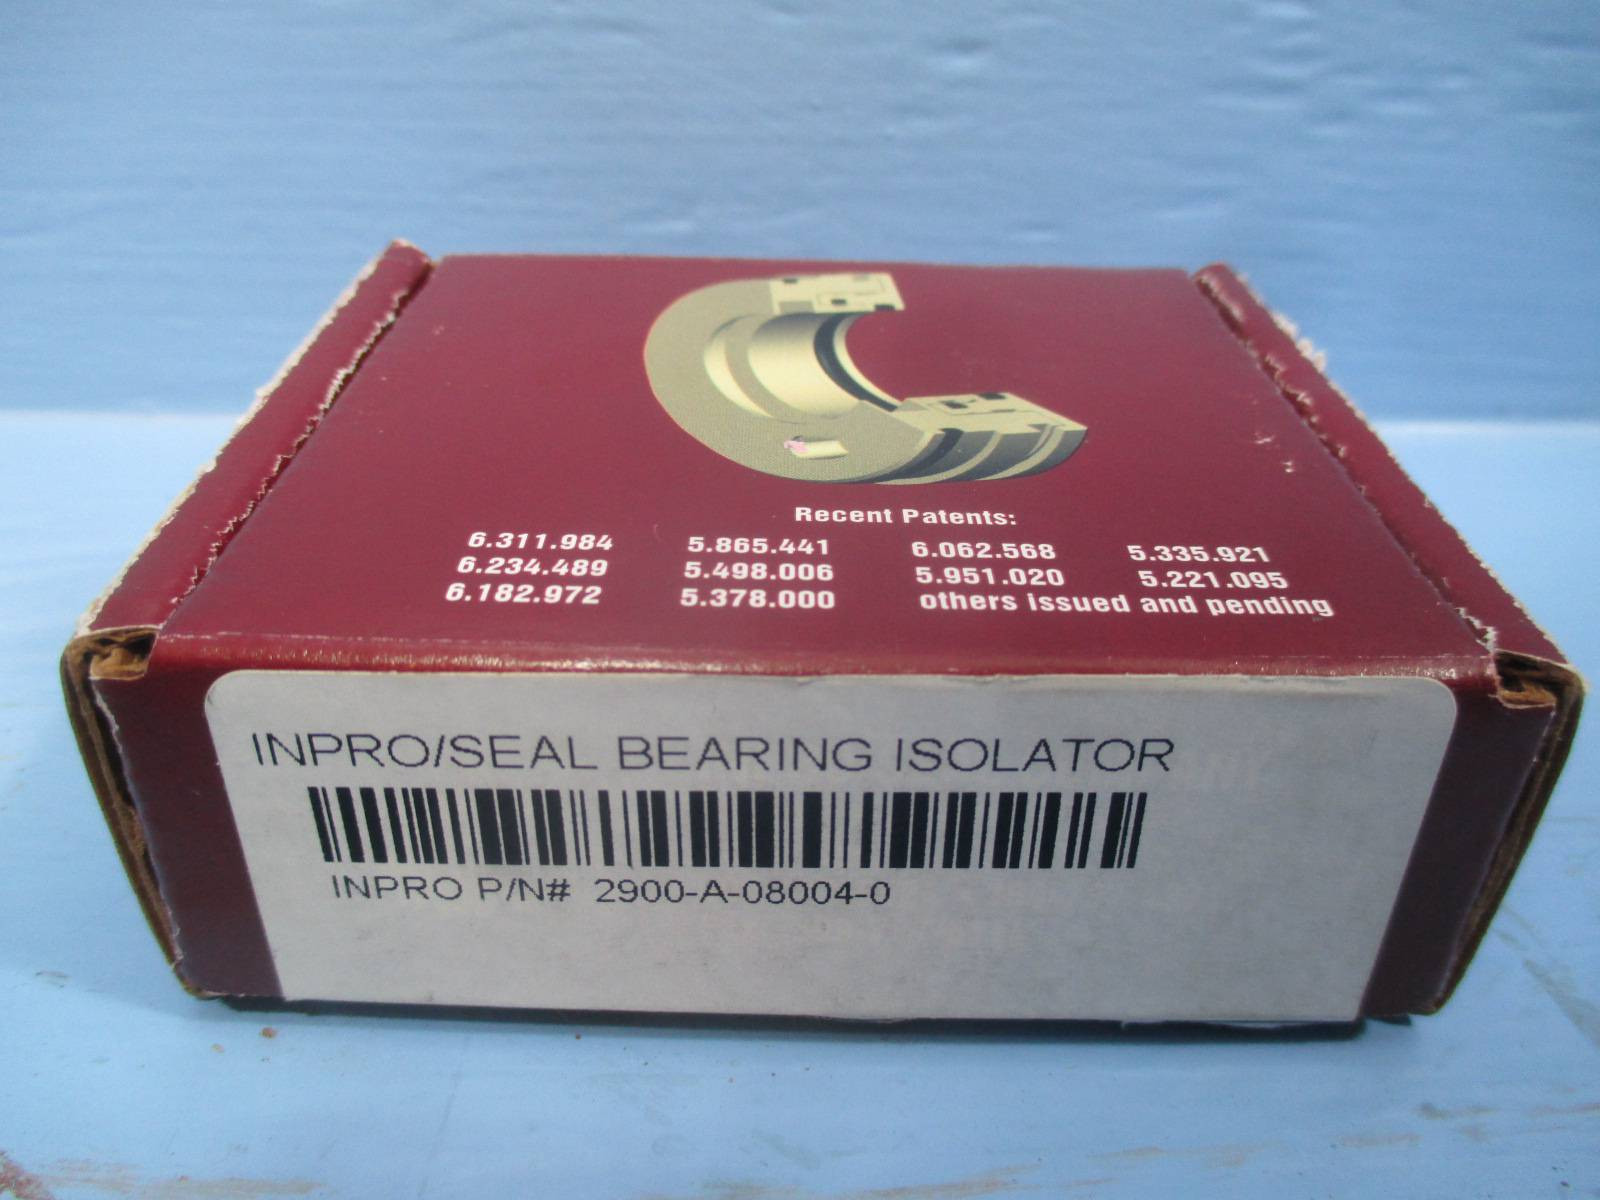 Recent Patents:
6.311.984 5.865.441 6.062.568 5.335.921
6.234.489 5.498.006 5.951.020 5.221.095
6.182.972 5.378.000 others issued and pending
INPRO/SEAL BEARING ISOLATOR
INPRO P/N# 2900-A-08004-0